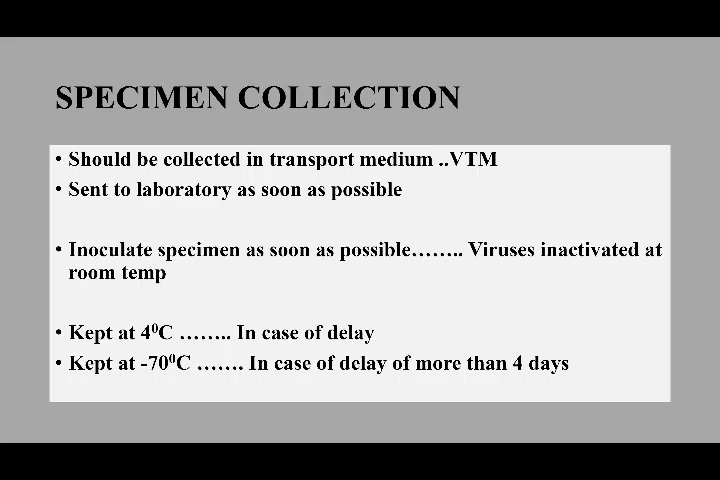 SPECIMEN COLLECTION
• Should be collected in transport medium ..VTM
• Sent to laboratory as soon as possible
• Inoculate specimen as soon as possible…….. Viruses inactivated at
room temp
• Kept at 4⁰C …….. In case of delay
• Kept at -70⁰C ……. In case of delay of more than 4 days